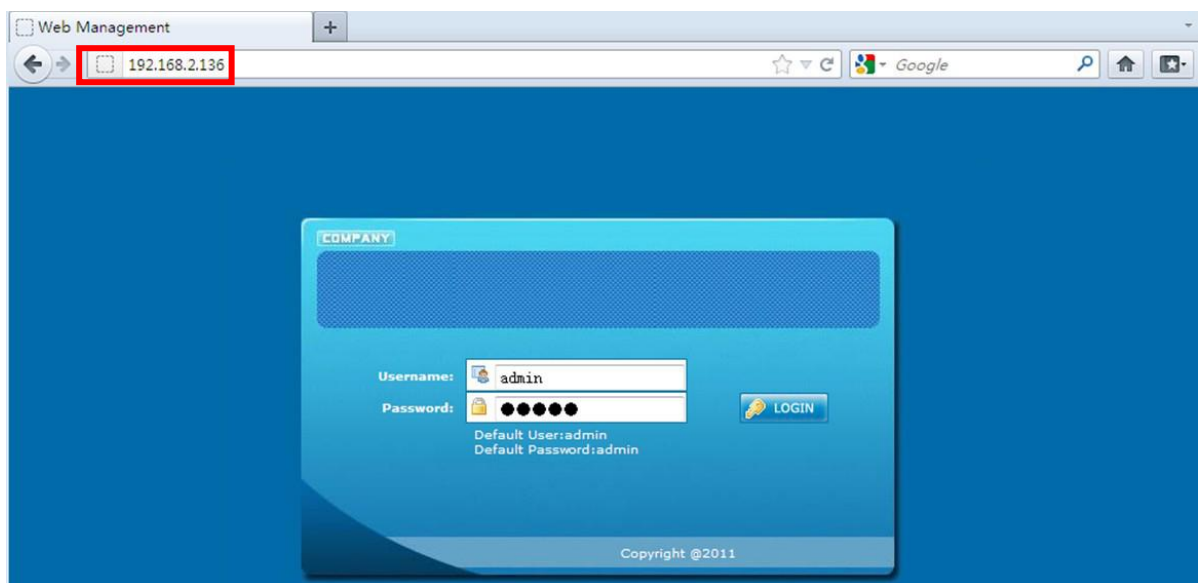 Web Management
192.168.2.136
Google
COMPANY
Username: admin
Password: ●●●●●
LOGIN
Default User:admin
Default Password:admin
Copyright @2011